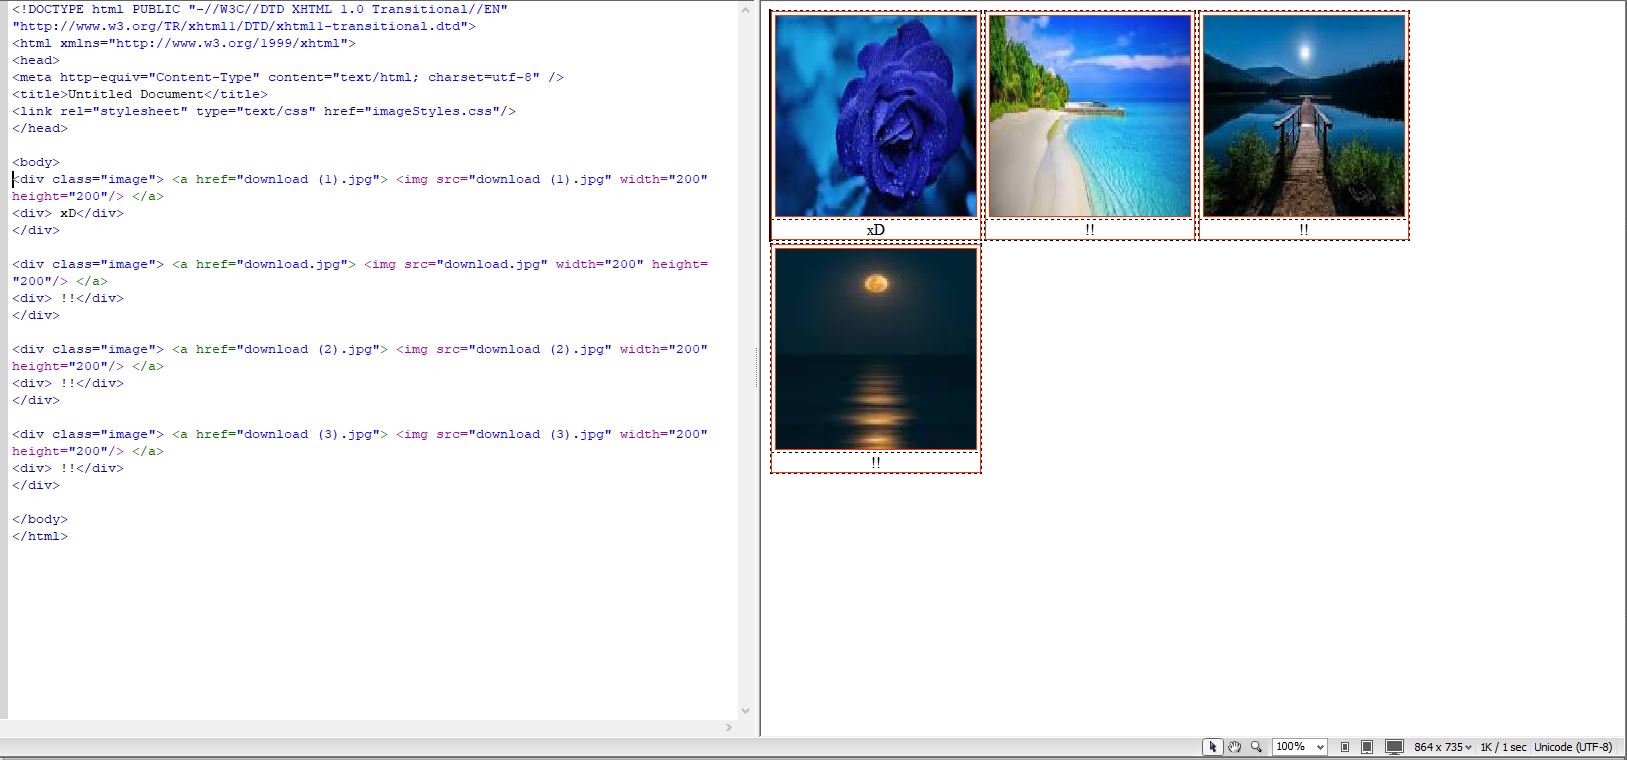 <!DOCTYPE html PUBLIC "-//W3C//DTD XHTML 1.0 Transitional//EN"
"http://www.w3.org/TR/xhtml1/DTD/xhtml1-transitional.dtd">
<html xmlns="http://www.w3.org/1999/xhtml">
<head>
<meta http-equiv="Content-Type" content="text/html; charset=utf-8" />
<title>Untitled Document</title>
<link rel="stylesheet" type="text/css" href="imageStyles.css"/>
</head>
<body>
<div class="image"> <a href="download (1).jpg"> <img src="download (1).jpg" width="200"
height="200"/> </a>
<div> xD</div>
</div>
<div class="image"> <a href="download.jpg"> <img src="download.jpg" width="200" height=
"200"/> </a>
<div> !!</div>
</div>
<div class="image"> <a href="download (2).jpg"> <img src="download (2).jpg" width="200"
height="200"/> </a>
<div> !!</div>
</div>
<div class="image"> <a href="download (3).jpg"> <img src="download (3).jpg" width="200"
height="200"/> </a>
<div> !!</div>
</div>
</body>
</html>
xD !! !!
!!
100% 864 x 735 1K / 1 sec Unicode (UTF-8)